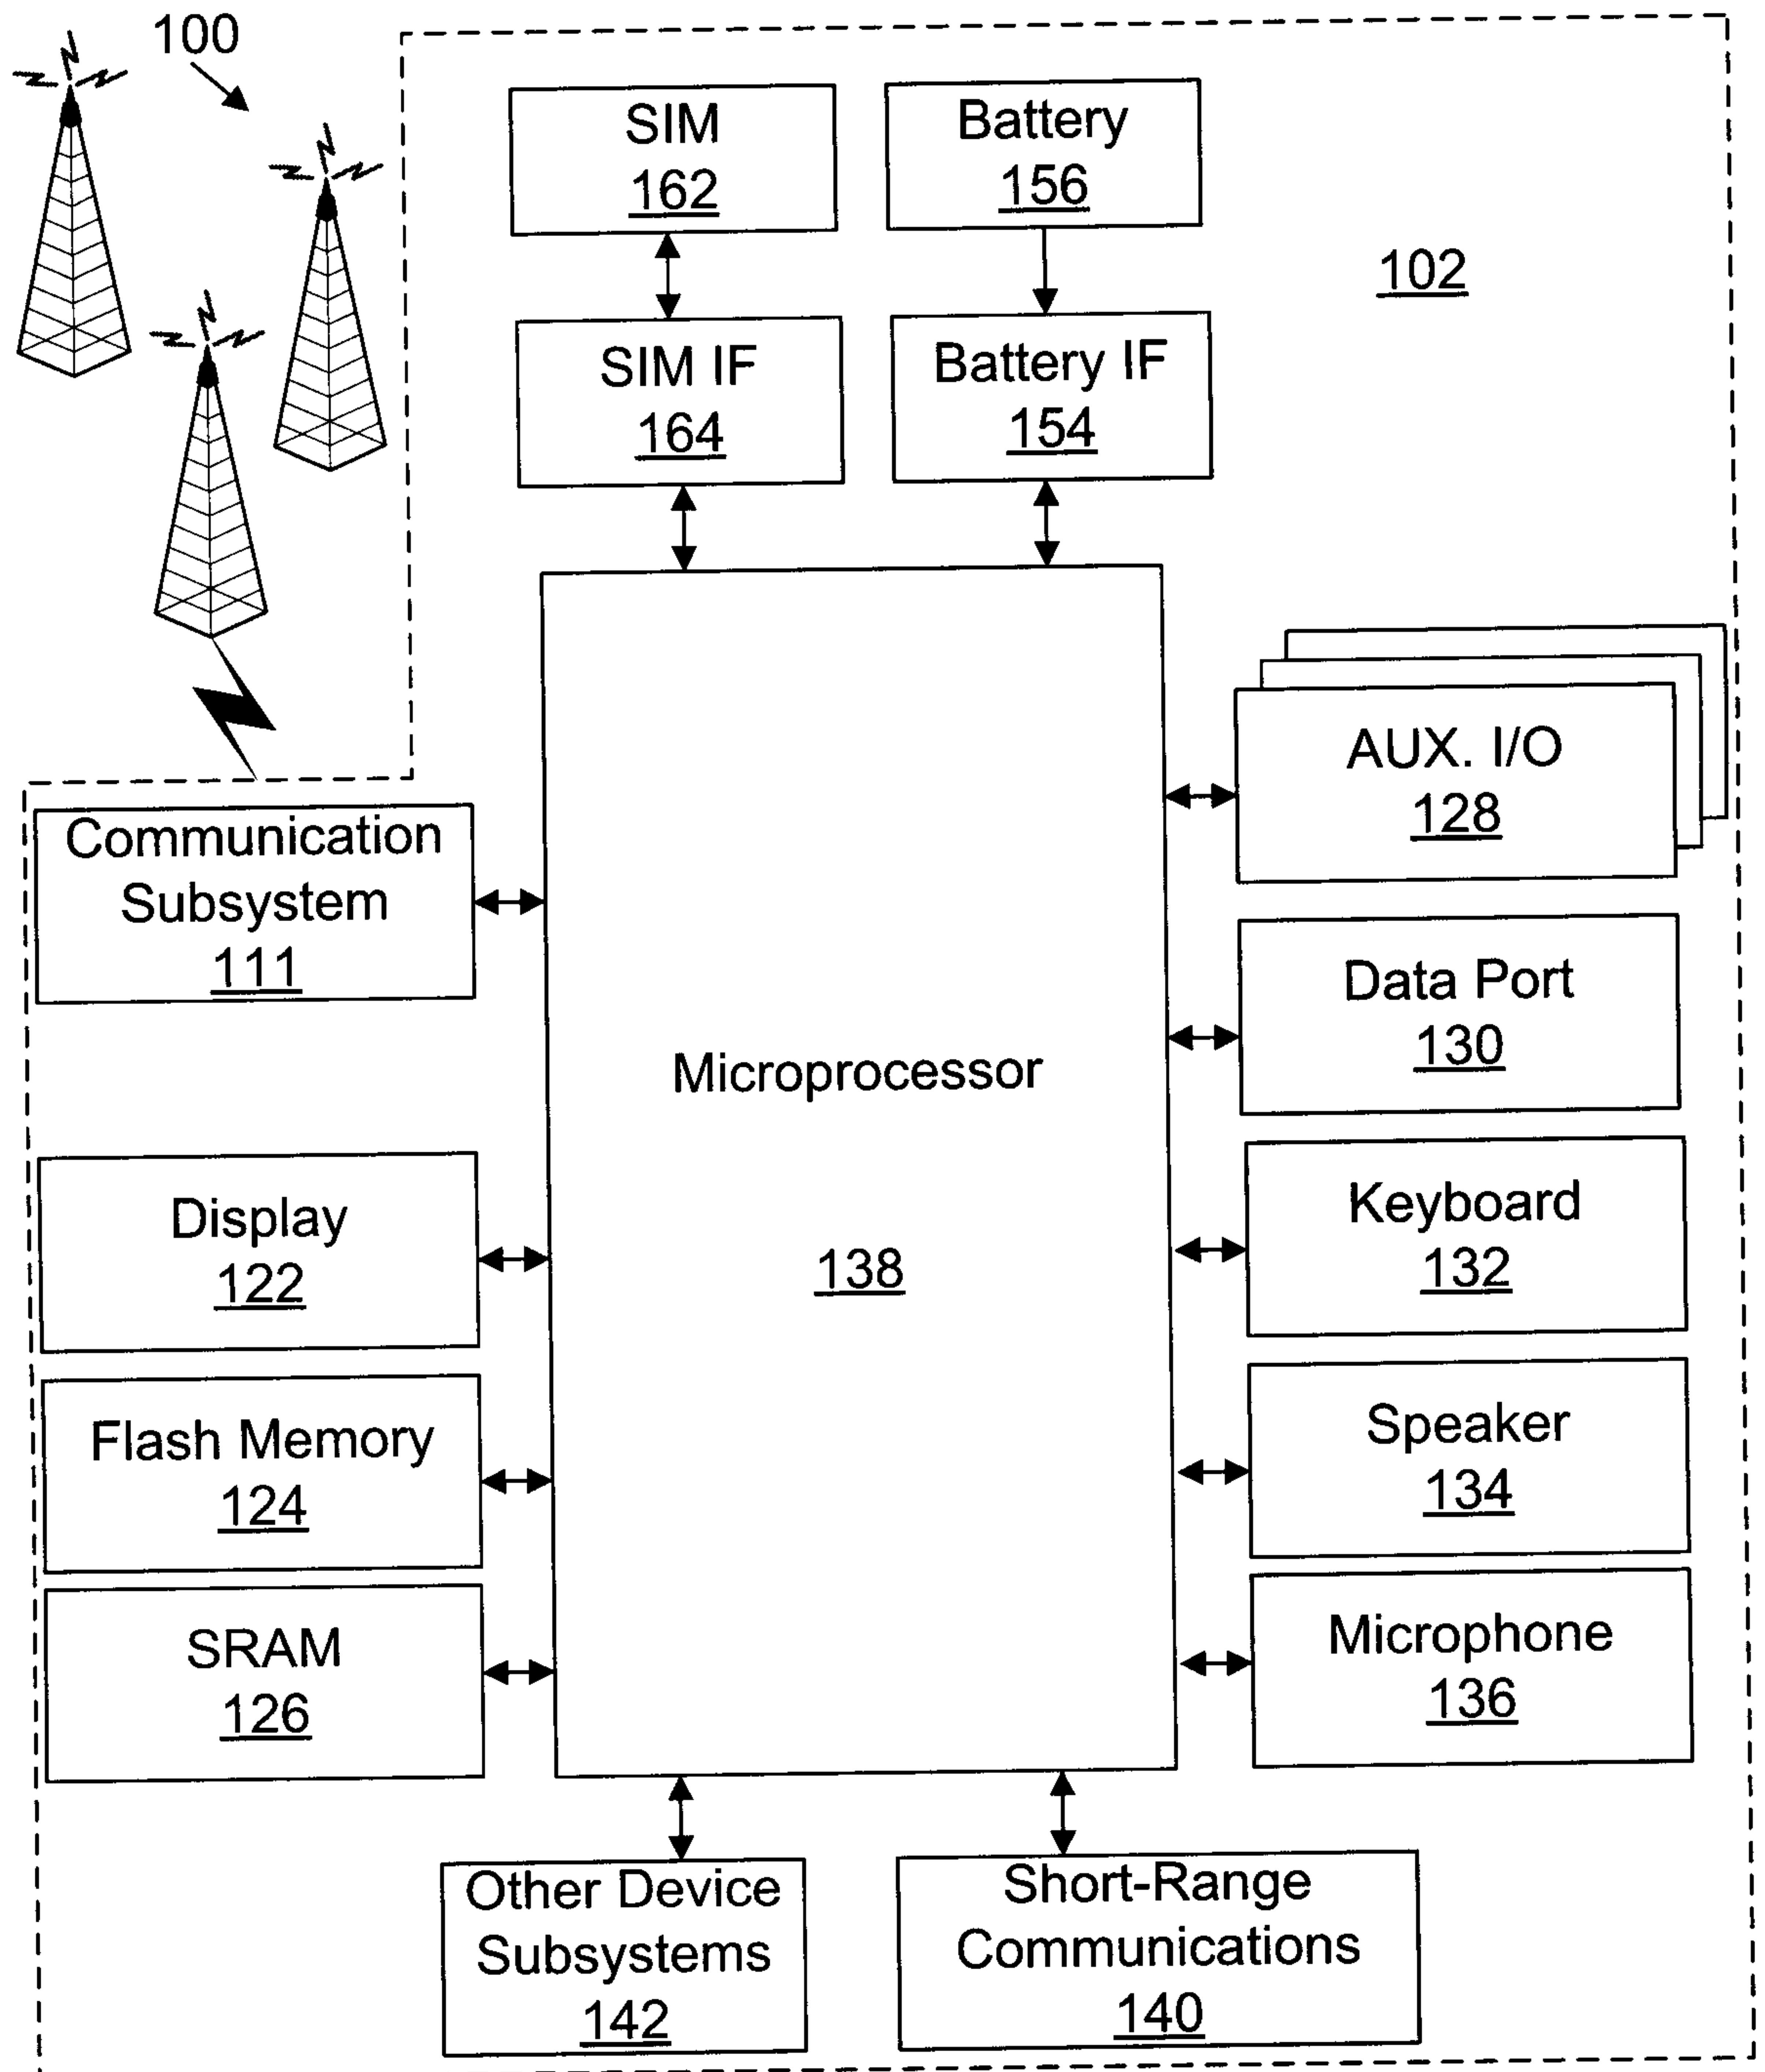 100
SIM
162
Battery
156
102
SIM IF
164
Battery IF
154
AUX. I/O
128
Communication
Subsystem
111
Data Port
130
Microprocessor
138
Display
122
Keyboard
132
Flash Memory
124
Speaker
134
SRAM
126
Microphone
136
Other Device
Subsystems
142
Short-Range
Communications
140